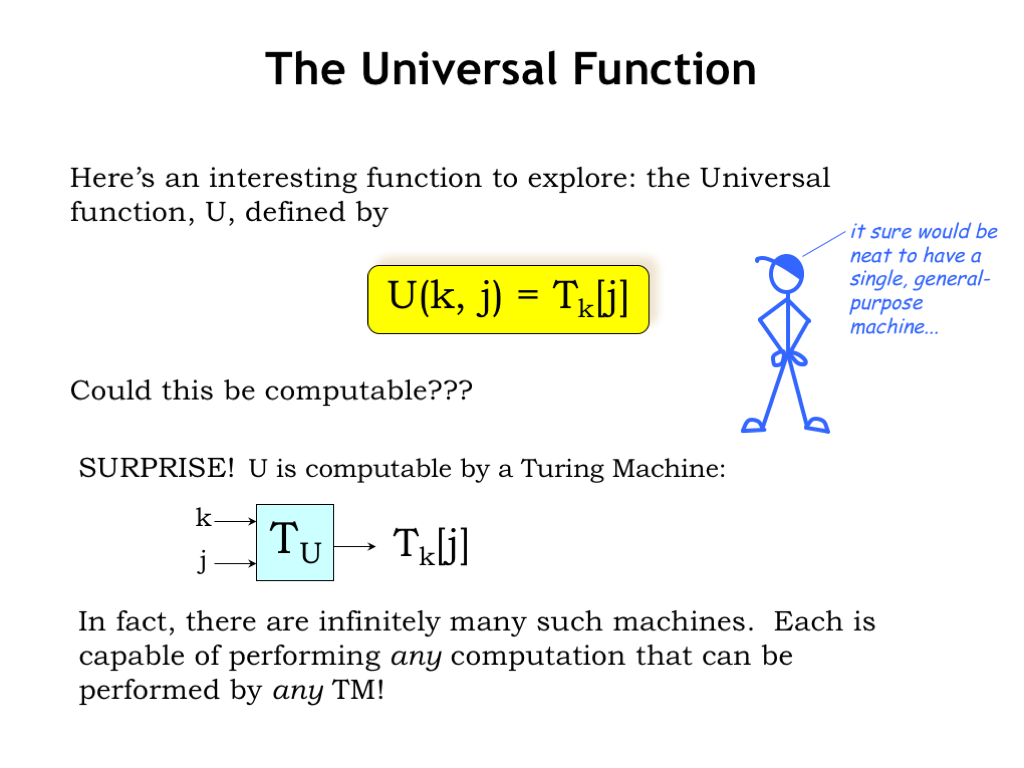 The Universal Function
Here’s an interesting function to explore: the Universal
function, U, defined by
it sure would be
neat to have a
single, general-
purpose
machine...
U(k, j) = Tk[j]
Could this be computable???
SURPRISE! U is computable by a Turing Machine:
k
j
TU
Tk[j]
In fact, there are infinitely many such machines. Each is
capable of performing any computation that can be
performed by any TM!